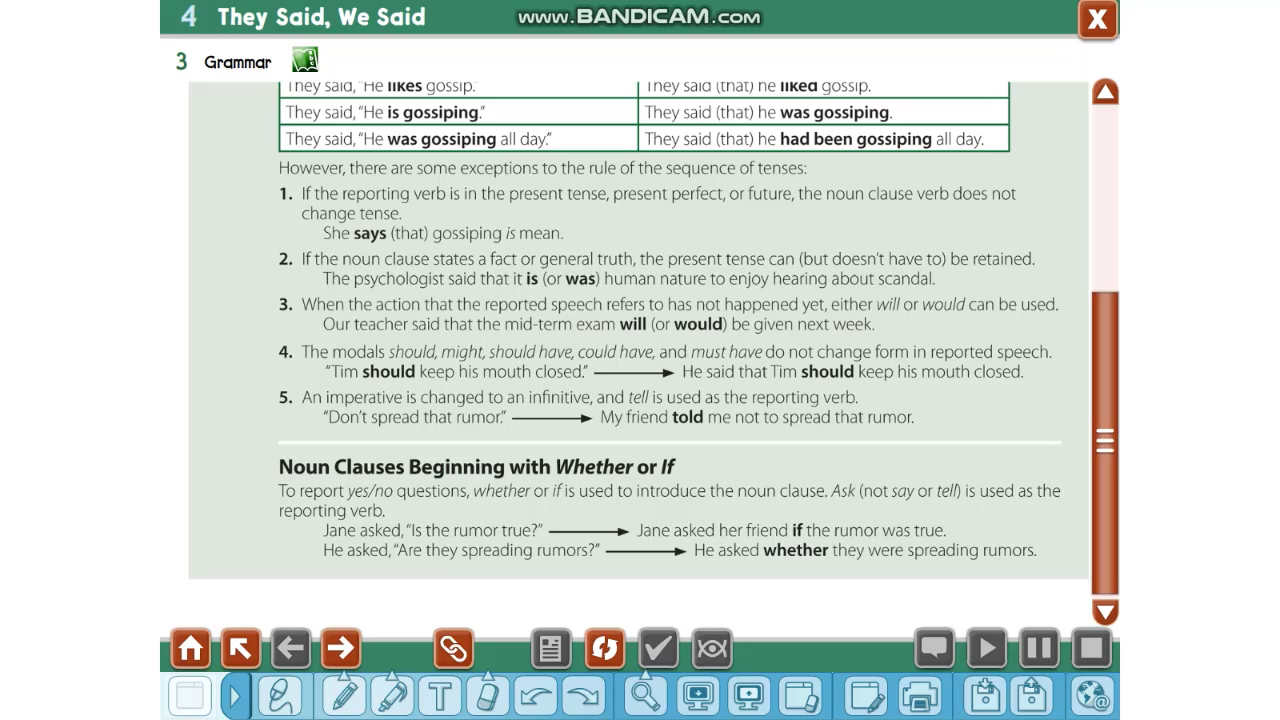 4 They Said, We Said
www.BANDICAM.com
X
3 Grammar
They said, “He likes gossip.” They said (that) he liked gossip.
They said, “He is gossiping.” They said (that) he was gossiping.
They said, “He was gossiping all day.” They said (that) he had been gossiping all day.
However, there are some exceptions to the rule of the sequence of tenses:
1. If the reporting verb is in the present tense, present perfect, or future, the noun clause verb does not
change tense.
She says (that) gossiping is mean.
2. If the noun clause states a fact or general truth, the present tense can (but doesn’t have to) be retained.
The psychologist said that it is (or was) human nature to enjoy hearing about scandal.
3. When the action that the reported speech refers to has not happened yet, either will or would can be used.
Our teacher said that the mid-term exam will (or would) be given next week.
4. The modals should, might, should have, could have, and must have do not change form in reported speech.
“Tim should keep his mouth closed.” → He said that Tim should keep his mouth closed.
5. An imperative is changed to an infinitive, and tell is used as the reporting verb.
“Don’t spread that rumor.” → My friend told me not to spread that rumor.
Noun Clauses Beginning with Whether or If
To report yes/no questions, whether or if is used to introduce the noun clause. Ask (not say or tell) is used as the
reporting verb.
Jane asked, “Is the rumor true?” → Jane asked her friend if the rumor was true.
He asked, “Are they spreading rumors?” → He asked whether they were spreading rumors.
T